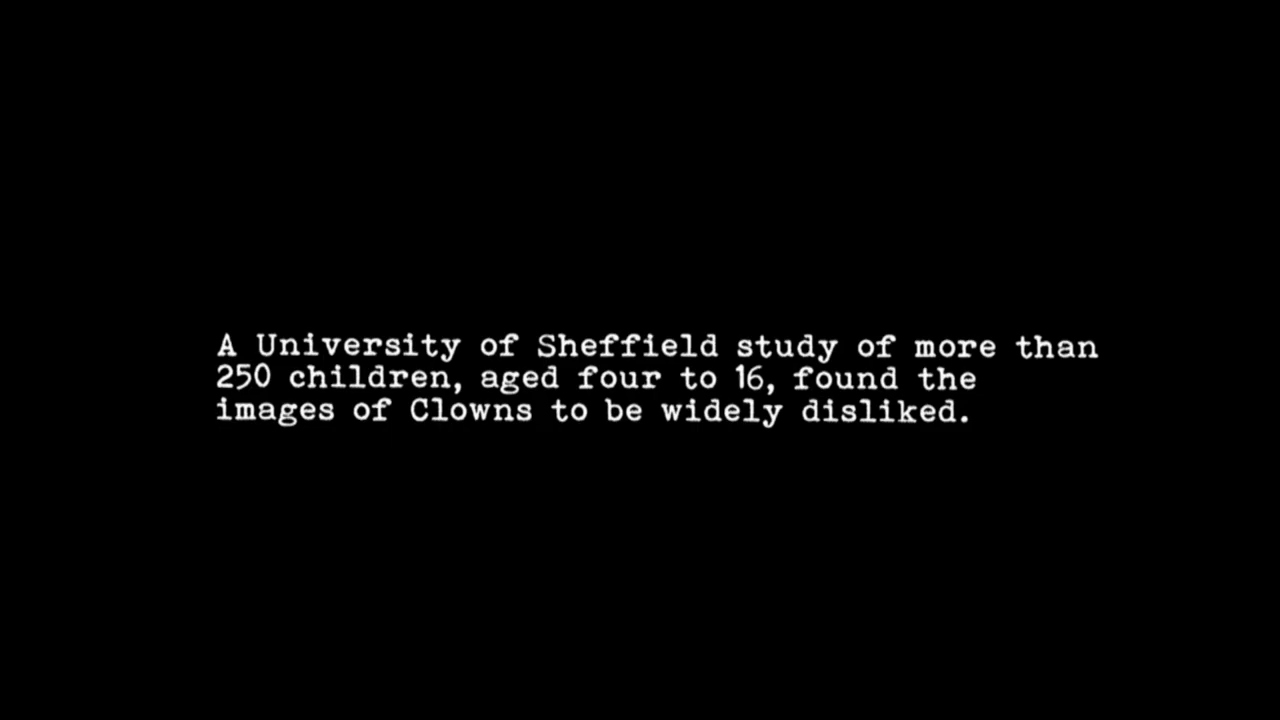 A University of Sheffield study of more than
250 children, aged four to 16, found the
images of Clowns to be widely disliked.